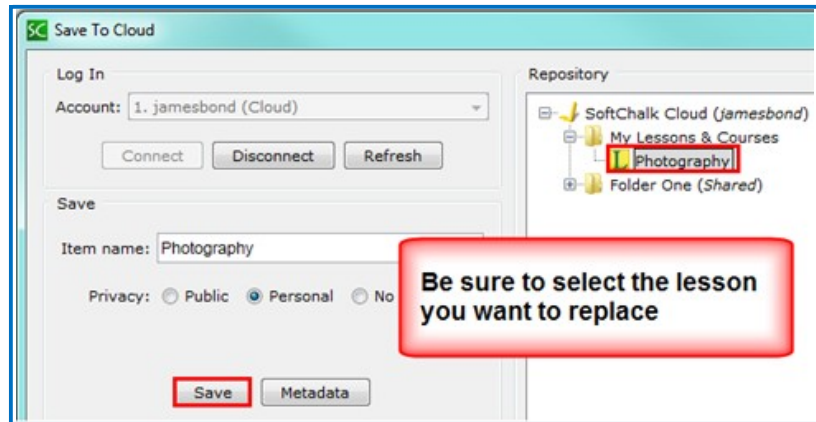 SC Save To Cloud
Log In
Account: 1. jamesbond (Cloud)
Connect Disconnect Refresh
Save
Item name: Photography
Privacy: Public Personal No
Save Metadata
Repository
SoftChalk Cloud (jamesbond)
My Lessons & Courses
L Photography
Folder One (Shared)
Be sure to select the lesson
you want to replace